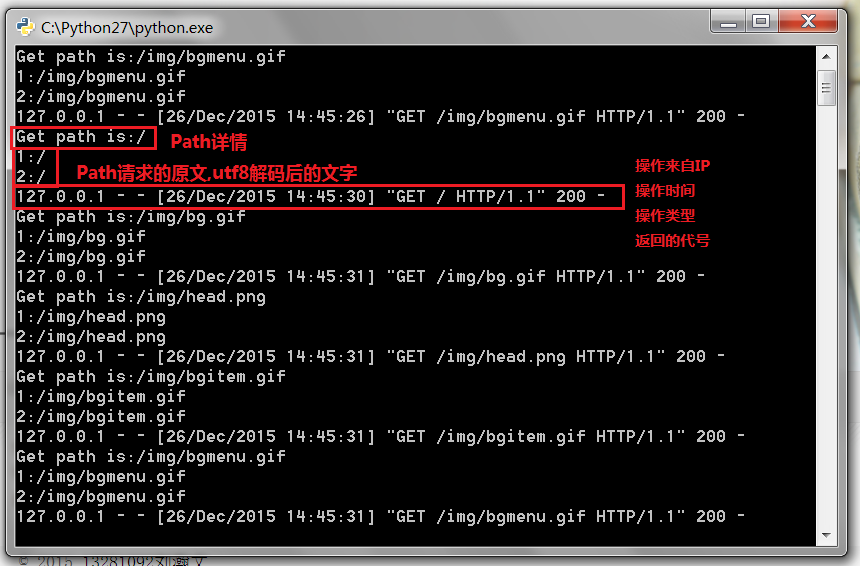 C:\Python27\python.exe
Get path is:/img/bgmenu.gif
1:/img/bgmenu.gif
2:/img/bgmenu.gif
127.0.0.1 - - [26/Dec/2015 14:45:26] "GET /img/bgmenu.gif HTTP/1.1" 200 -
Get path is:/ Path详情
1:/
2:/ Path请求的原文,utf8解码后的文字
操作来自IP
127.0.0.1 - - [26/Dec/2015 14:45:30] "GET / HTTP/1.1" 200 - 操作时间
Get path is:/img/bg.gif 操作类型
1:/img/bg.gif 返回的代号
2:/img/bg.gif
127.0.0.1 - - [26/Dec/2015 14:45:31] "GET /img/bg.gif HTTP/1.1" 200 -
Get path is:/img/head.png
1:/img/head.png
2:/img/head.png
127.0.0.1 - - [26/Dec/2015 14:45:31] "GET /img/head.png HTTP/1.1" 200 -
Get path is:/img/bgitem.gif
1:/img/bgitem.gif
2:/img/bgitem.gif
127.0.0.1 - - [26/Dec/2015 14:45:31] "GET /img/bgitem.gif HTTP/1.1" 200 -
Get path is:/img/bgmenu.gif
1:/img/bgmenu.gif
2:/img/bgmenu.gif
127.0.0.1 - - [26/Dec/2015 14:45:31] "GET /img/bgmenu.gif HTTP/1.1" 200 -
© 2015 13281092